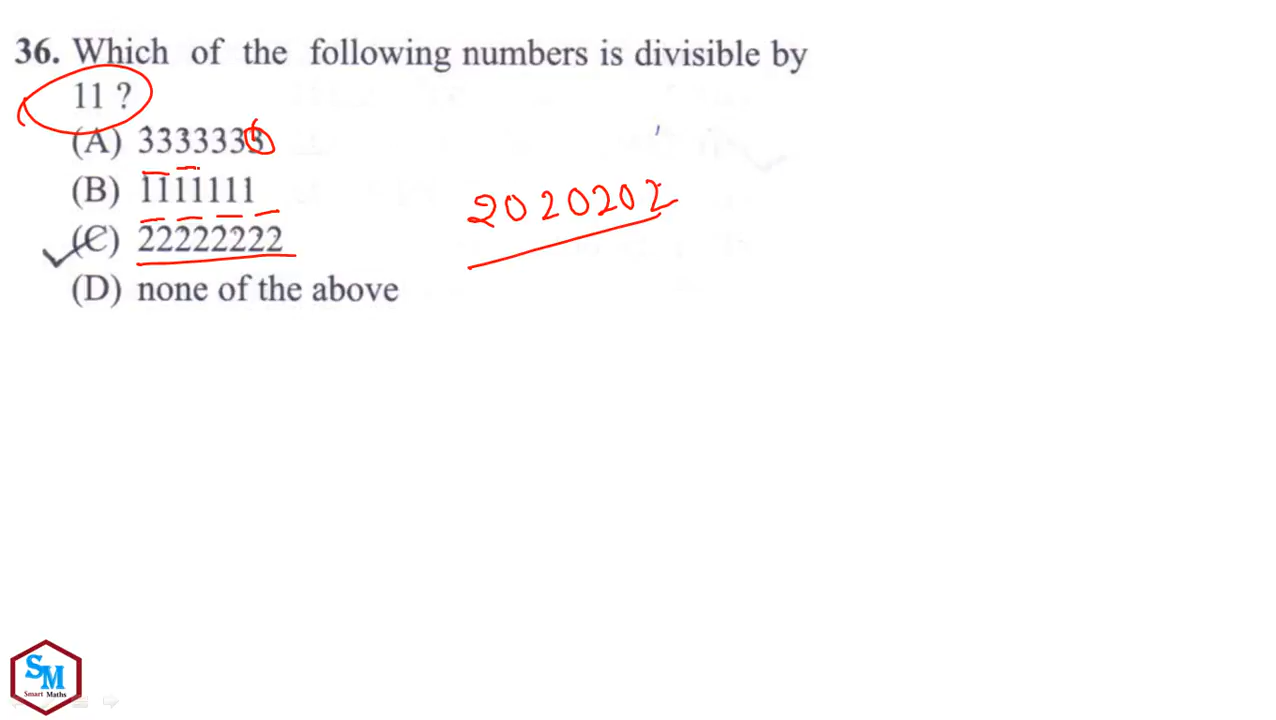 36. Which of the following numbers is divisible by
11 ?
(A) 3333333
(B) 1111111
2020202
(C) 22222222
(D) none of the above
SM
Smart Maths